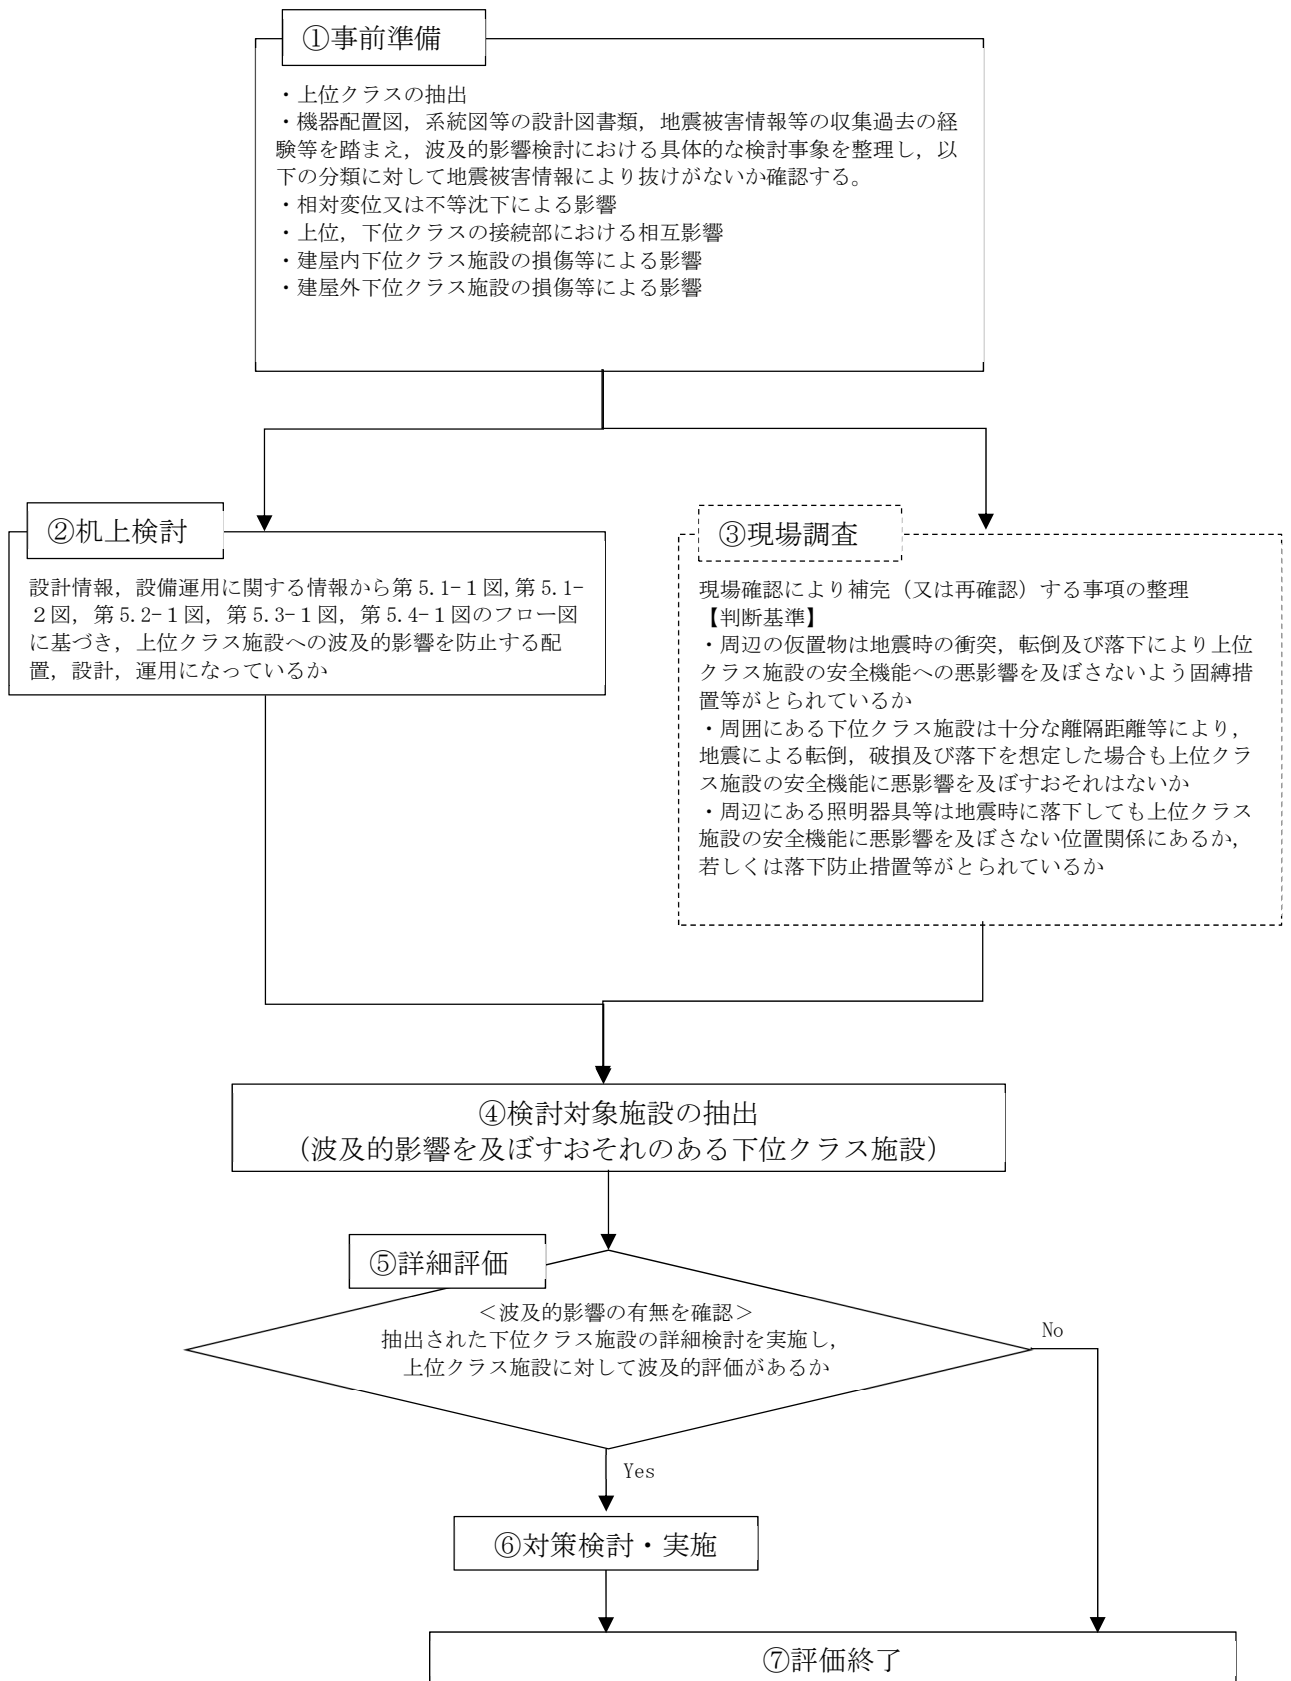 ①事前準備
・上位クラスの抽出
・機器配置図，系統図等の設計図書類，地震被害情報等の収集過去の経
験等を踏まえ，波及的影響検討における具体的な検討事象を整理し，以
下の分類に対して地震被害情報により抜けがないか確認する。
・相対変位又は不等沈下による影響
・上位，下位クラスの接続部における相互影響
・建屋内下位クラス施設の損傷等による影響
・建屋外下位クラス施設の損傷等による影響
②机上検討
設計情報，設備運用に関する情報から第 5.1-1 図,第 5.1-
2 図，第 5.2-1 図，第 5.3-1 図，第 5.4-1 図のフロー図
に基づき，上位クラス施設への波及的影響を防止する配
置，設計，運用になっているか
③現場調査
現場確認により補完（又は再確認）する事項の整理
【判断基準】
・周辺の仮置物は地震時の衝突，転倒及び落下により上位
クラス施設の安全機能への悪影響を及ぼさないよう固縛措
置等がとられているか
・周囲にある下位クラス施設は十分な離隔距離等により，
地震による転倒，破損及び落下を想定した場合も上位クラ
ス施設の安全機能に悪影響を及ぼすおそれはないか
・周辺にある照明器具等は地震時に落下しても上位クラス
施設の安全機能に悪影響を及ぼさない位置関係にあるか，
若しくは落下防止措置等がとられているか
④検討対象施設の抽出
（波及的影響を及ぼすおそれのある下位クラス施設）
⑤詳細評価
＜波及的影響の有無を確認＞
抽出された下位クラス施設の詳細検討を実施し，
上位クラス施設に対して波及的評価があるか
No
Yes
⑥対策検討・実施
⑦評価終了